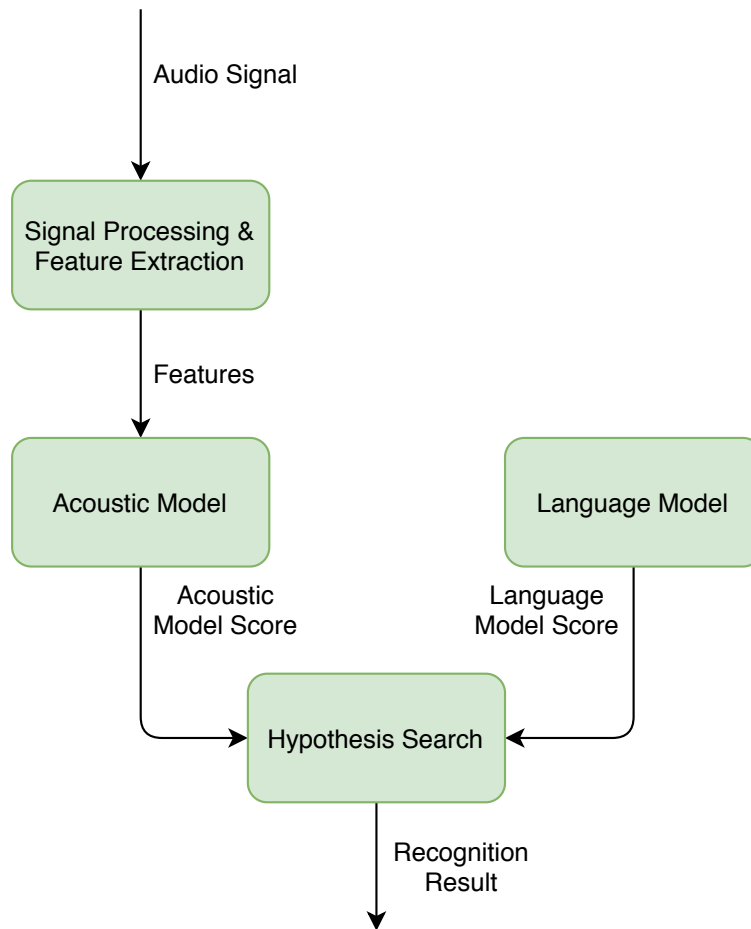 Audio Signal
Signal Processing &
Feature Extraction
Features
Acoustic Model
Language Model
Acoustic
Model Score
Language
Model Score
Hypothesis Search
Recognition
Result